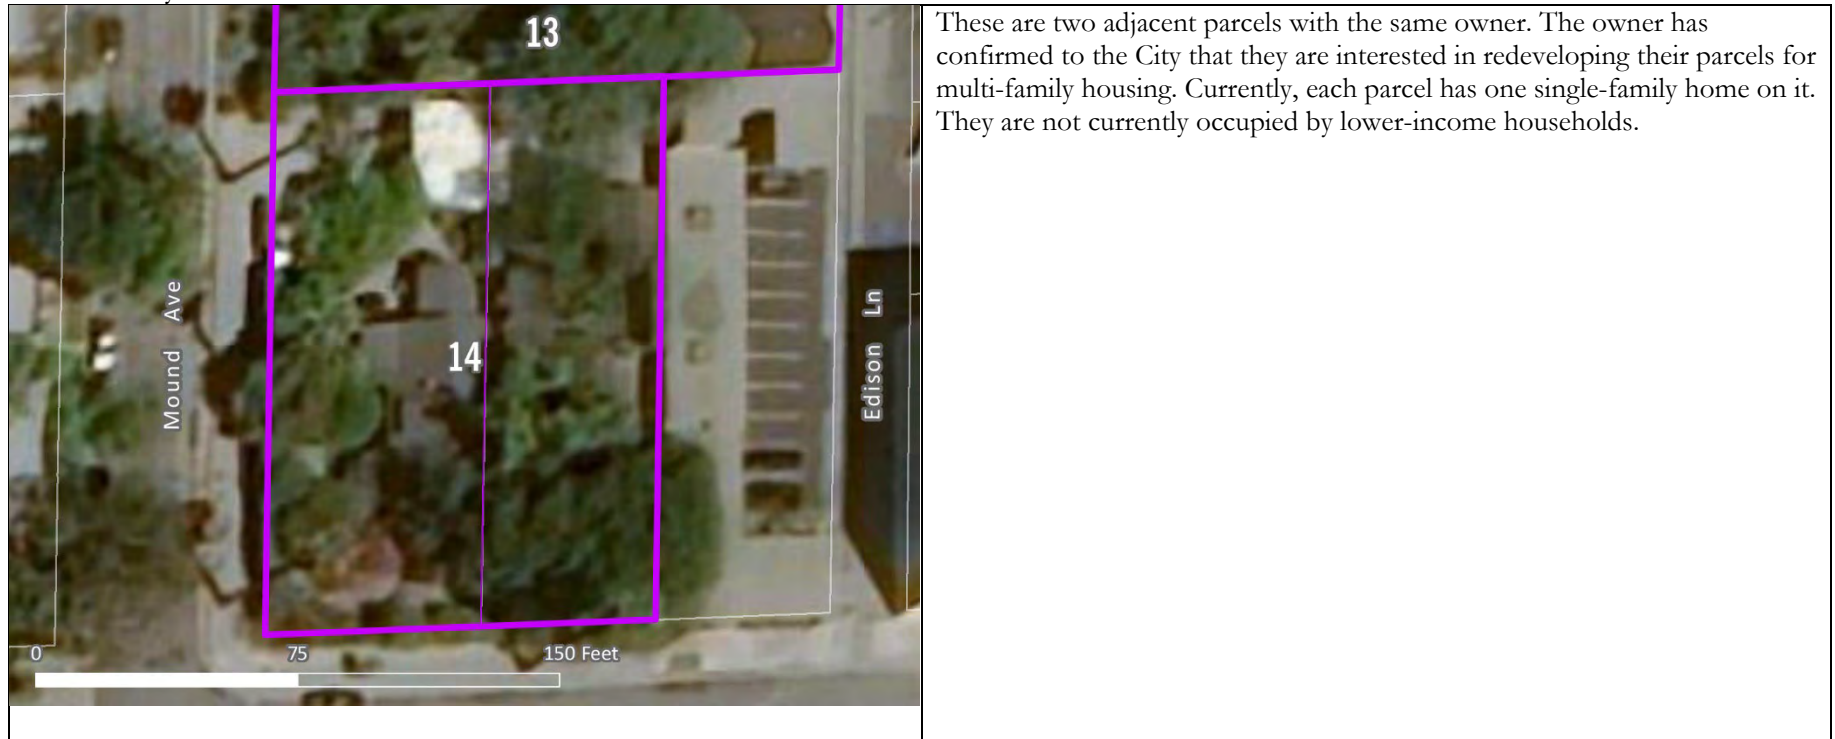 13
14
Mound Ave
Edison Ln
0 75 150 Feet
These are two adjacent parcels with the same owner. The owner has
confirmed to the City that they are interested in redeveloping their parcels for
multi-family housing. Currently, each parcel has one single-family home on it.
They are not currently occupied by lower-income households.